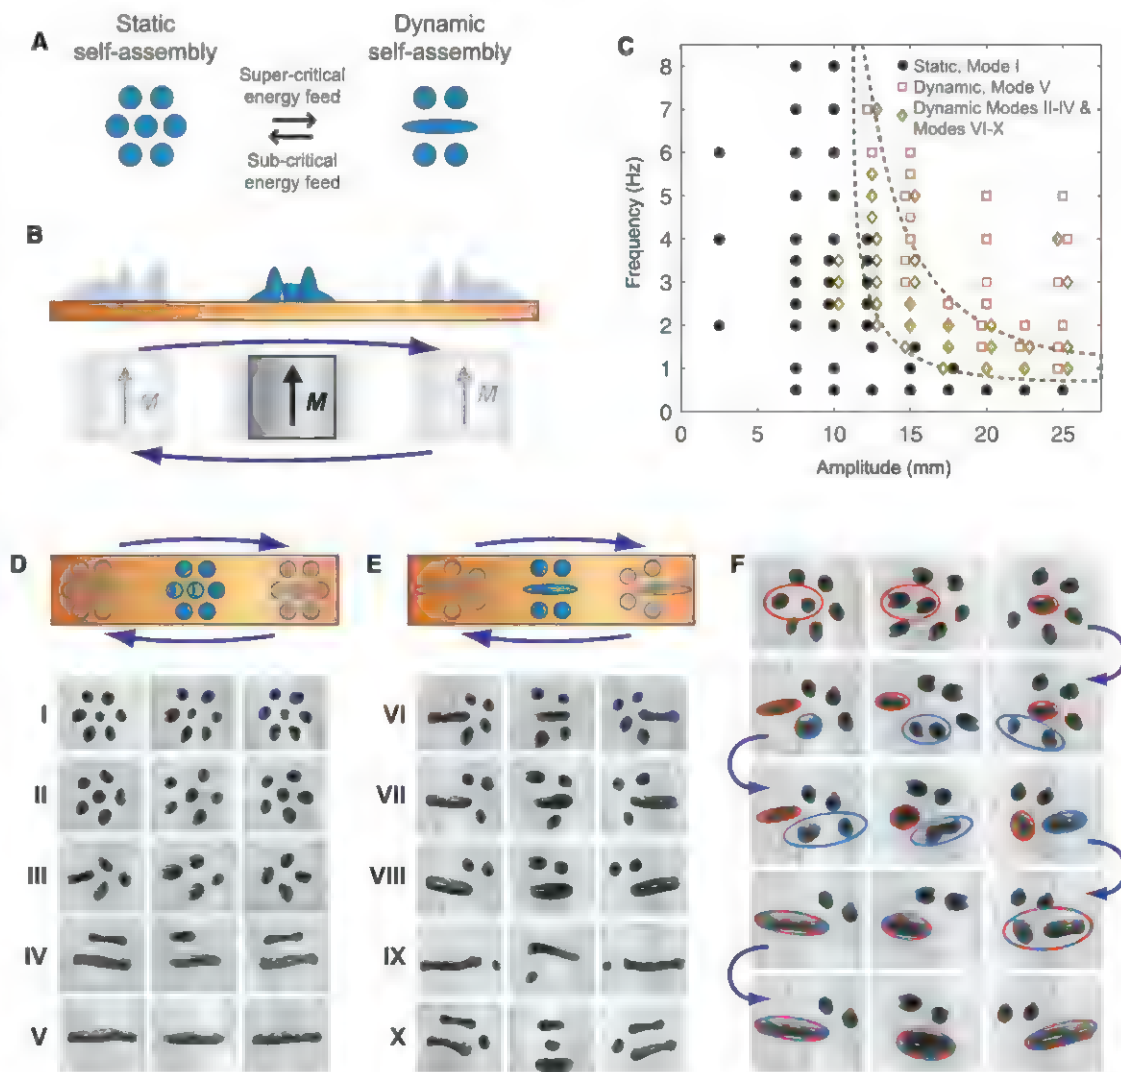 A
Static
self-assembly
Dynamic
self-assembly
Super-critical
energy feed
Sub-critical
energy feed
B
M
M
M
C
Static, Mode I
Dynamic, Mode V
Dynamic Modes II-IV &
Modes VI-X
Frequency (Hz)
8
7
6
5
4
3
2
1
0
0
5
10
15
20
25
Amplitude (mm)
D
I
II
III
IV
V
E
VI
VII
VIII
IX
X
F